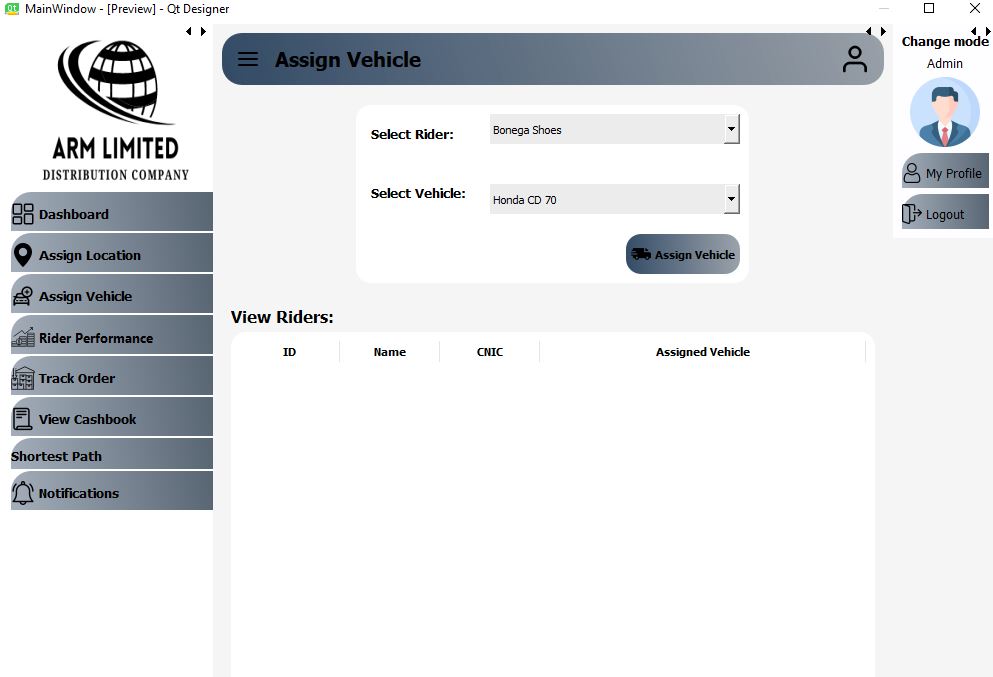 MainWindow - [Preview] - Qt Designer
ARM LIMITED
DISTRIBUTION COMPANY
Dashboard
Assign Location
Assign Vehicle
Rider Performance
Track Order
View Cashbook
Shortest Path
Notifications
Assign Vehicle
Select Rider:
Bonega Shoes
Select Vehicle:
Honda CD 70
Assign Vehicle
View Riders:
ID Name CNIC Assigned Vehicle
Change mode
Admin
My Profile
Logout